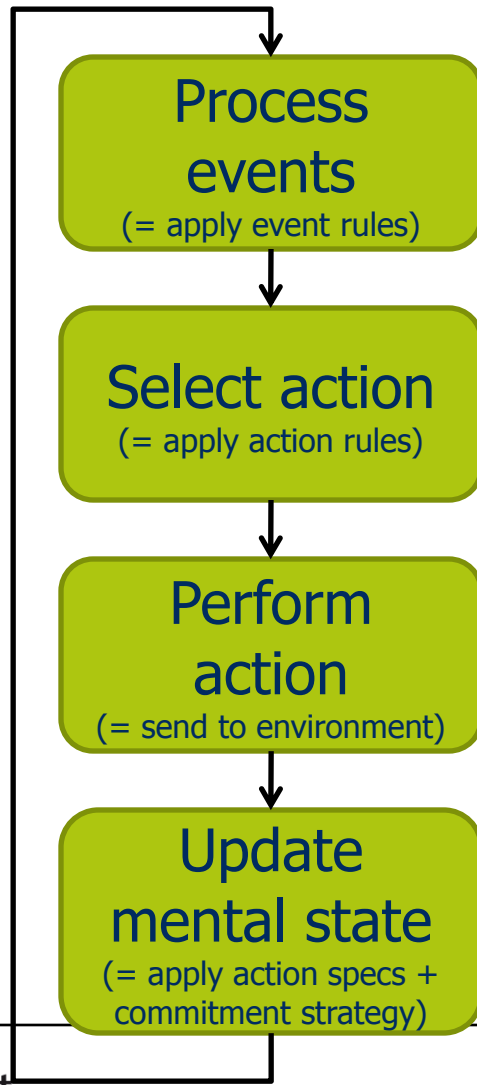 Process
events
(= apply event rules)
Select action
(= apply action rules)
Perform
action
(= send to environment)
Update
mental state
(= apply action specs +
commitment strategy)